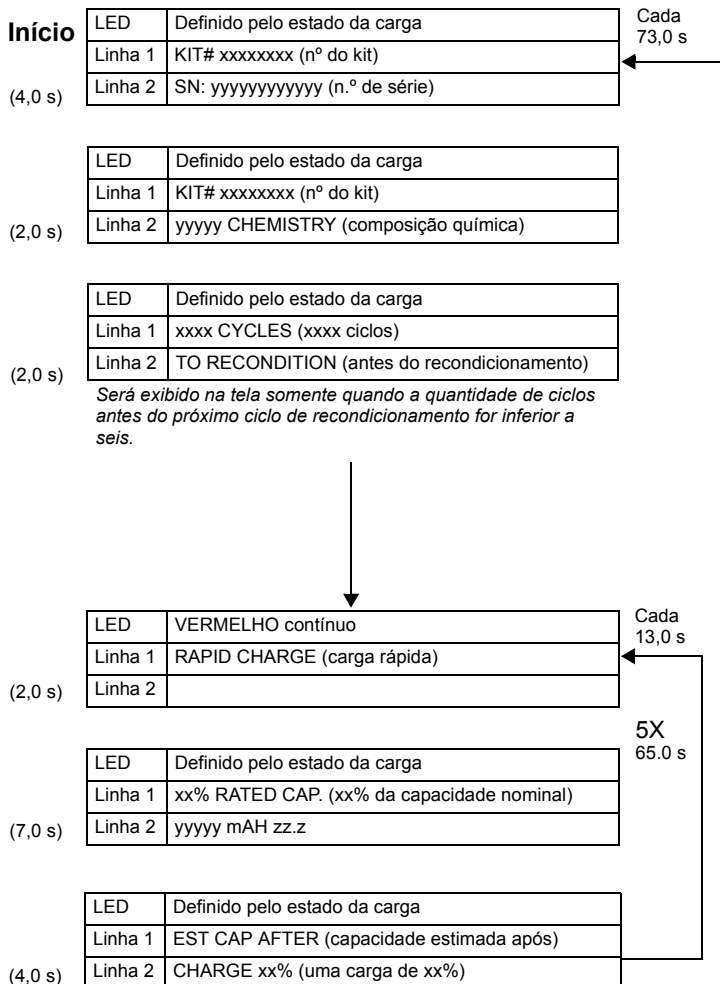 Início
LED Definido pelo estado da carga
Linha 1 KIT# xxxxxxxx (nº do kit)
(4,0 s) Linha 2 SN: yyyyyyyyyyyy (n.º de série)
Cada
73,0 s
LED Definido pelo estado da carga
Linha 1 KIT# xxxxxxxx (nº do kit)
(2,0 s) Linha 2 yyyyy CHEMISTRY (composição química)
LED Definido pelo estado da carga
Linha 1 xxxx CYCLES (xxxx ciclos)
(2,0 s) Linha 2 TO RECONDITION (antes do recondicionamento)
Será exibido na tela somente quando a quantidade de ciclos
antes do próximo ciclo de recondicionamento for inferior a
seis.
LED VERMELHO contínuo
Linha 1 RAPID CHARGE (carga rápida)
(2,0 s) Linha 2
Cada
13,0 s
5X
65.0 s
LED Definido pelo estado da carga
Linha 1 xx% RATED CAP. (xx% da capacidade nominal)
(7,0 s) Linha 2 yyyyy mAH zz.z
LED Definido pelo estado da carga
Linha 1 EST CAP AFTER (capacidade estimada após)
(4,0 s) Linha 2 CHARGE xx% (uma carga de xx%)